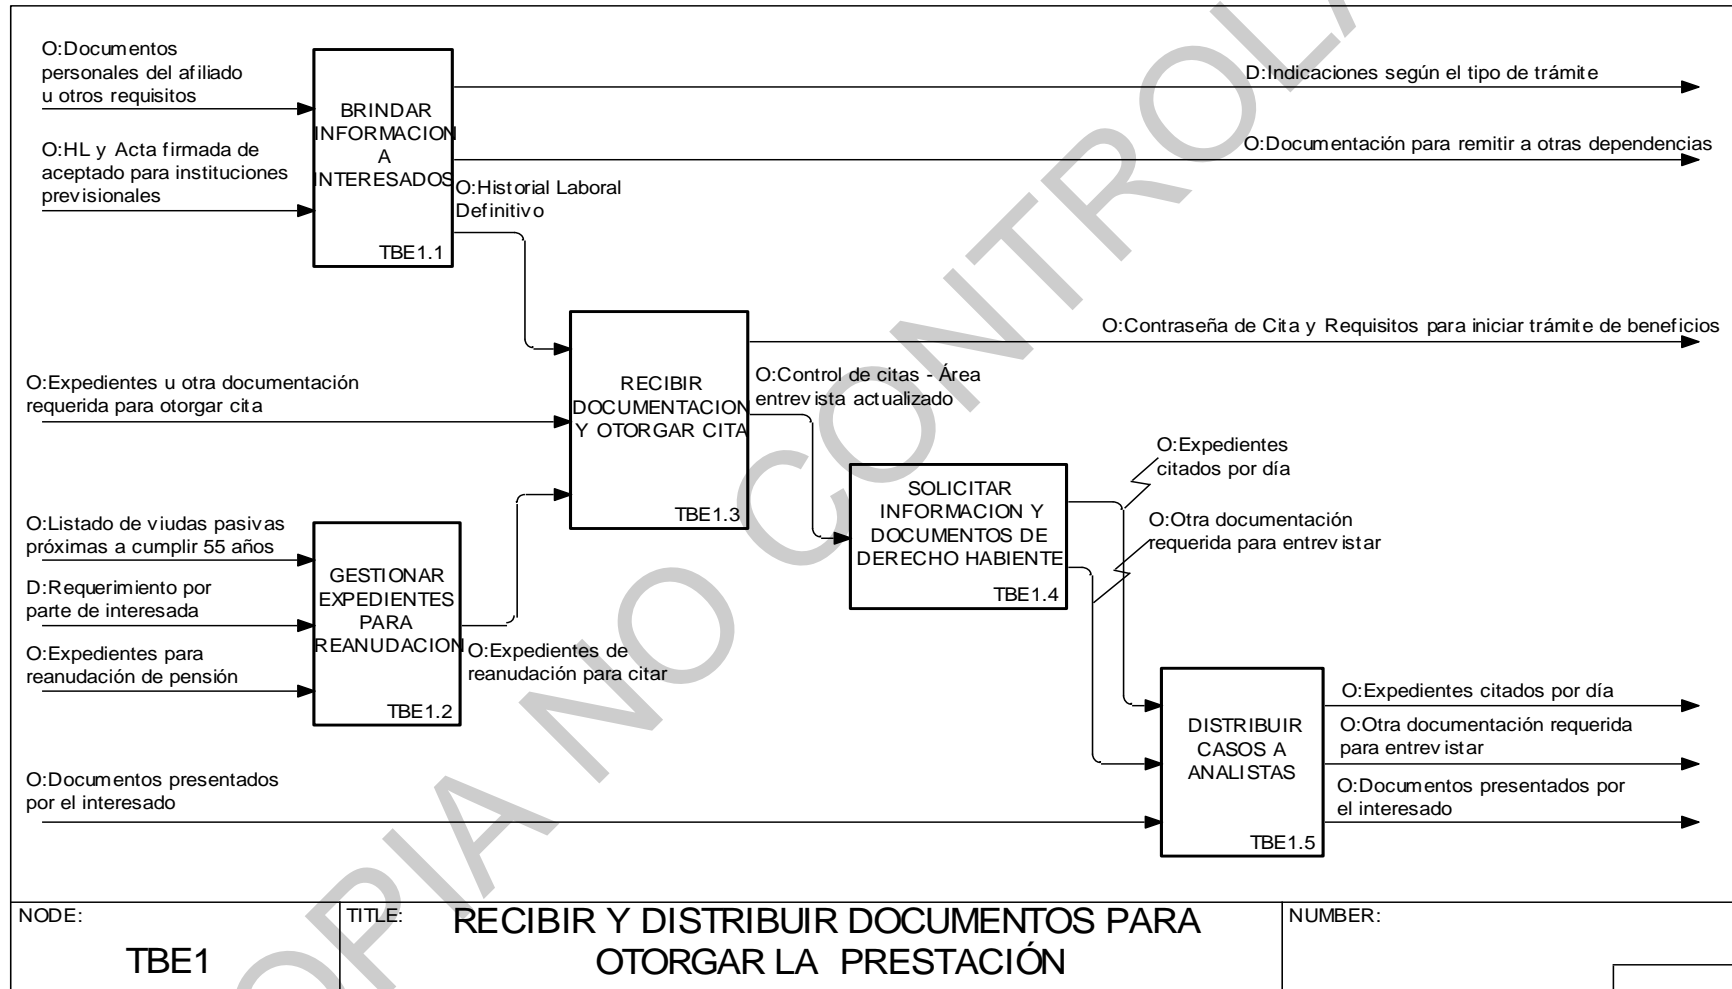 O:Documentos
personales del afiliado
u otros requisitos
O:HL y Acta firmada de
aceptado para instituciones
previsionales
BRINDAR
INFORMACION
A
INTERESADOS
TBE1.1
D:Indicaciones según el tipo de trámite
O:Documentación para remitir a otras dependencias
O:Historial Laboral
Definitivo
O:Expedientes u otra documentación
requerida para otorgar cita
RECIBIR
DOCUMENTACION
Y OTORGAR CITA
TBE1.3
O:Contraseña de Cita y Requisitos para iniciar trámite de beneficios
O:Control de citas - Área
entrevista actualizado
O:Listado de viudas pasivas
próximas a cumplir 55 años
D:Requerimiento por
parte de interesada
O:Expedientes para
reanudación de pensión
GESTIONAR
EXPEDIENTES
PARA
REANUDACION
TBE1.2
O:Expedientes de
reanudación para citar
SOLICITAR
INFORMACION Y
DOCUMENTOS DE
DERECHO HABIENTE
TBE1.4
O:Expedientes
citados por día
O:Otra documentación
requerida para entrevistar
O:Documentos presentados
por el interesado
DISTRIBUIR
CASOS A
ANALISTAS
TBE1.5
O:Expedientes citados por día
O:Otra documentación requerida
para entrevistar
O:Documentos presentados por
el interesado
NODE:
TBE1
TITLE:
RECIBIR Y DISTRIBUIR DOCUMENTOS PARA
OTORGAR LA PRESTACIÓN
NUMBER:
OPIA NO CONTROLA